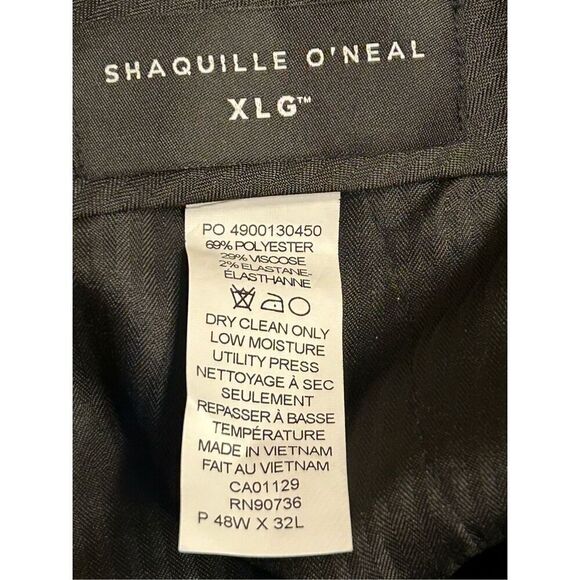 SHAQUILLE O'NEAL
XLG™
PO 4900130450
69% POLYESTER
29% VISCOSE
2% ELASTANE-
ÉLASTHANNE
DRY CLEAN ONLY
LOW MOISTURE
UTILITY PRESS
NETTOYAGE À SEC
SEULEMENT
REPASSER À BASSE
TEMPÉRATURE
MADE IN VIETNAM
FAIT AU VIETNAM
CA01129
RN90736
P 48W X 32L